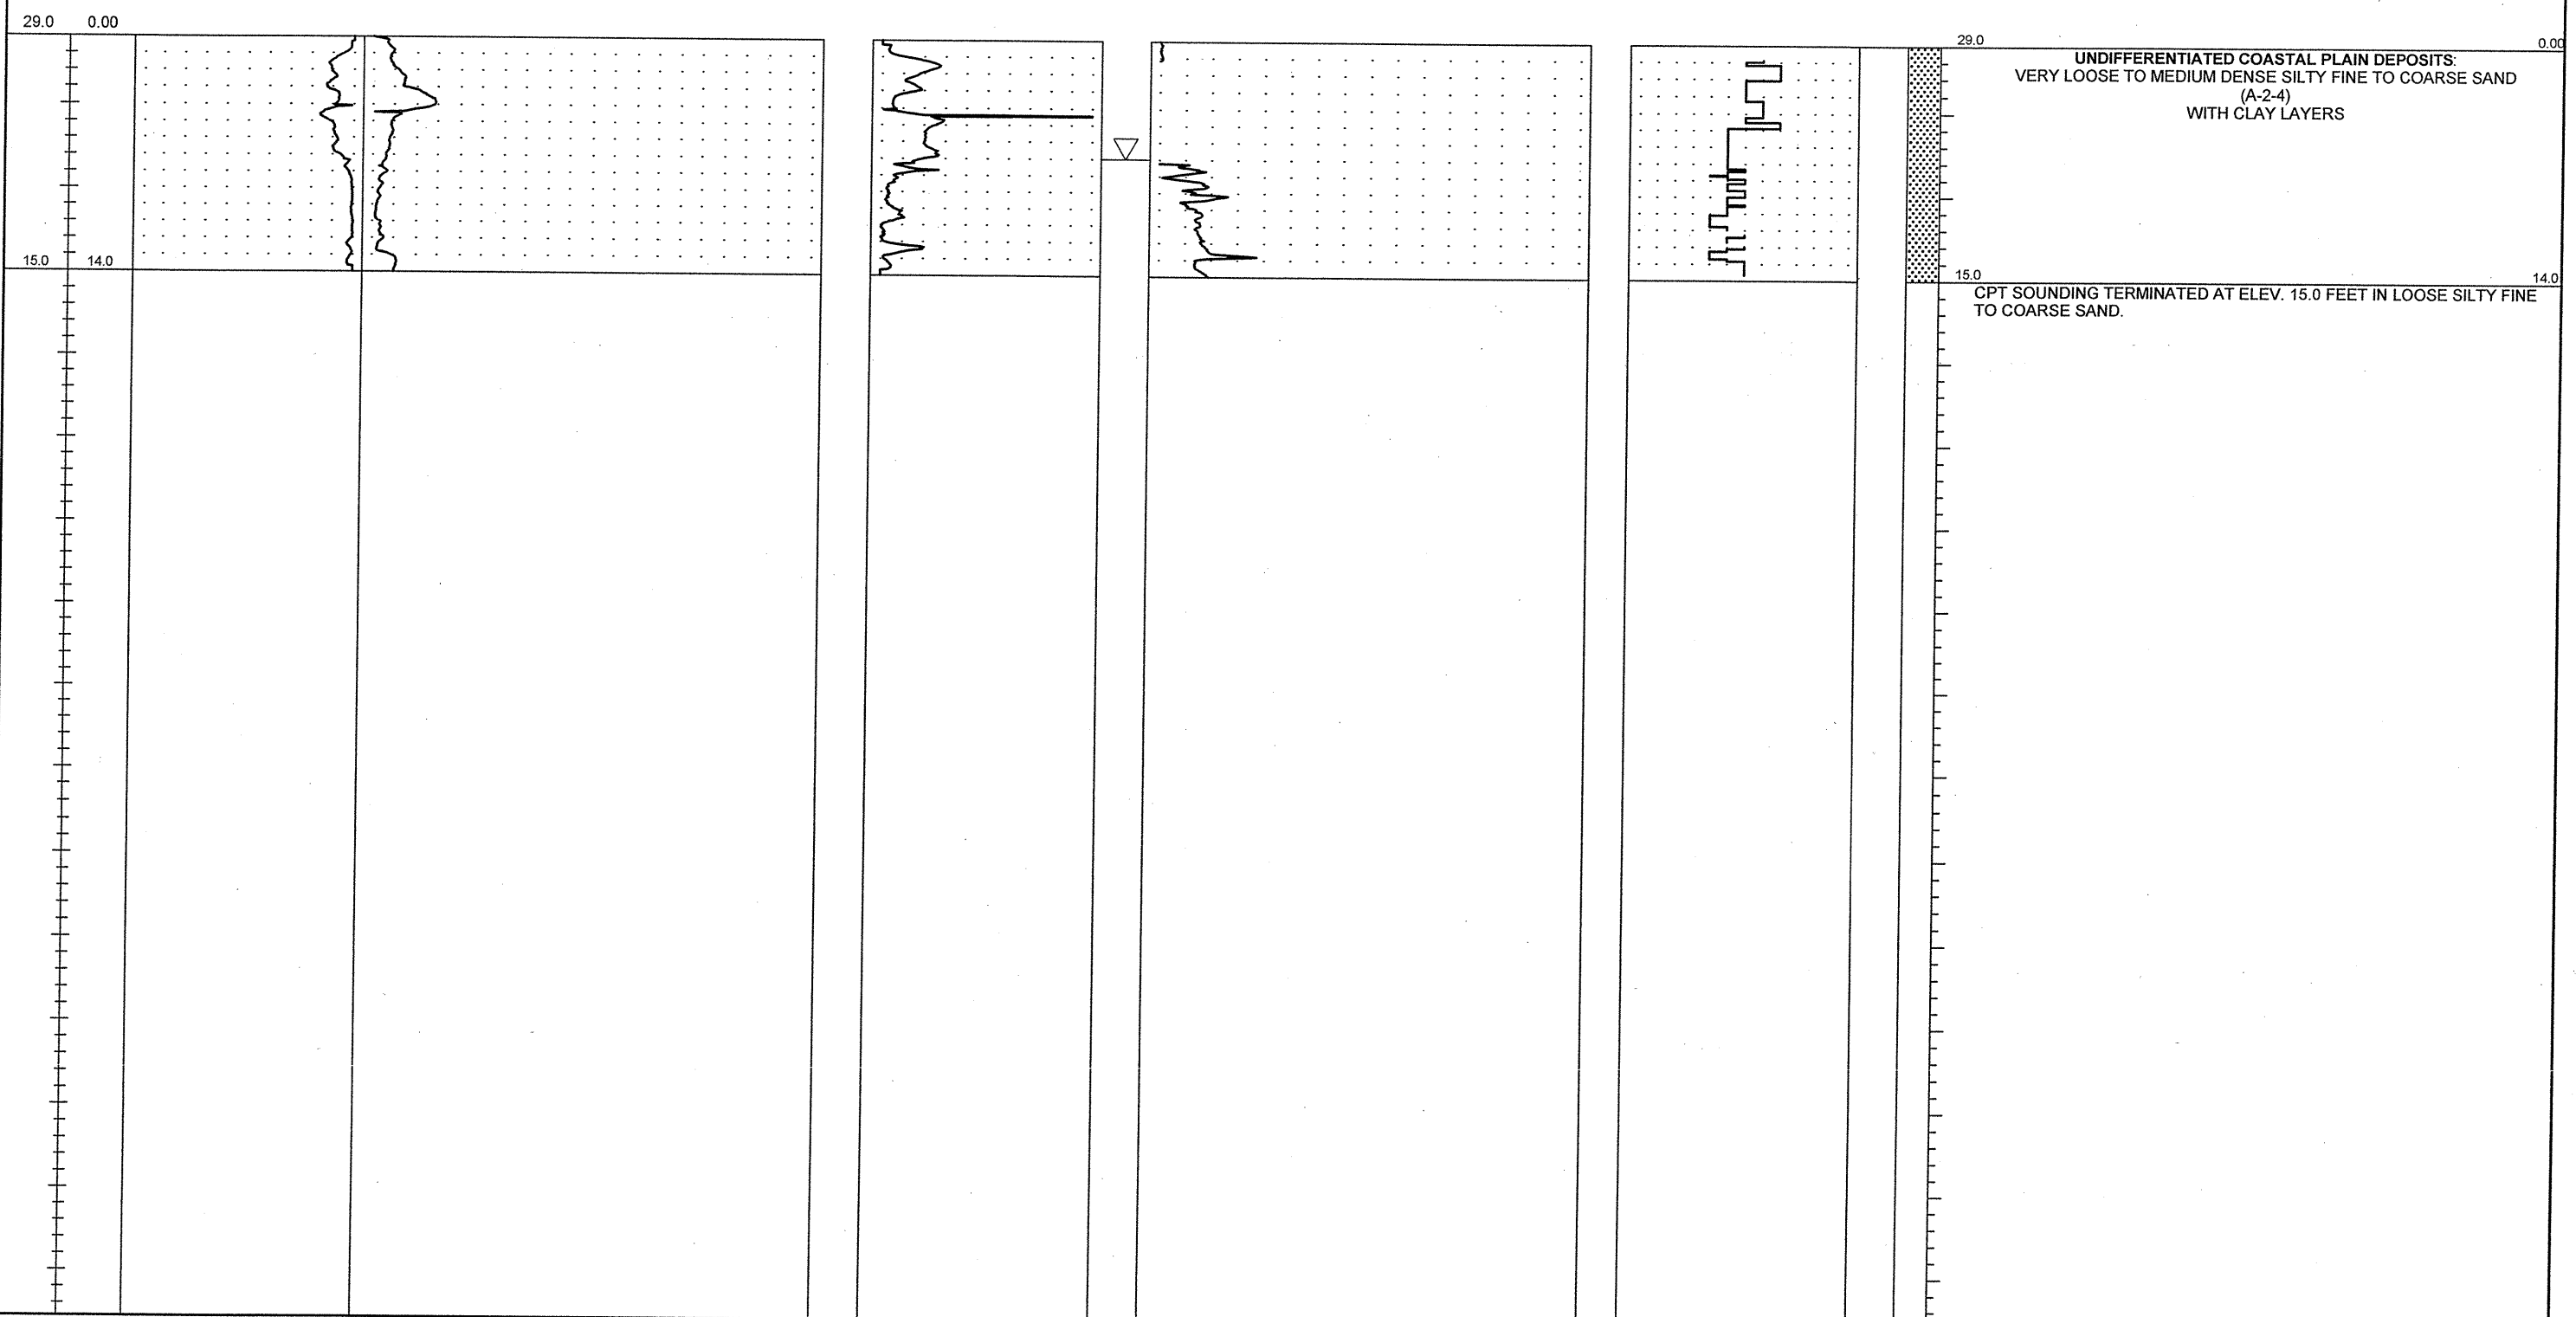 29.0 0.00
15.0 14.0
29.0 0.00
UNDIFFERENTIATED COASTAL PLAIN DEPOSITS:
VERY LOOSE TO MEDIUM DENSE SILTY FINE TO COARSE SAND
(A-2-4)
WITH CLAY LAYERS
15.0 14.0
CPT SOUNDING TERMINATED AT ELEV. 15.0 FEET IN LOOSE SILTY FINE
TO COARSE SAND.